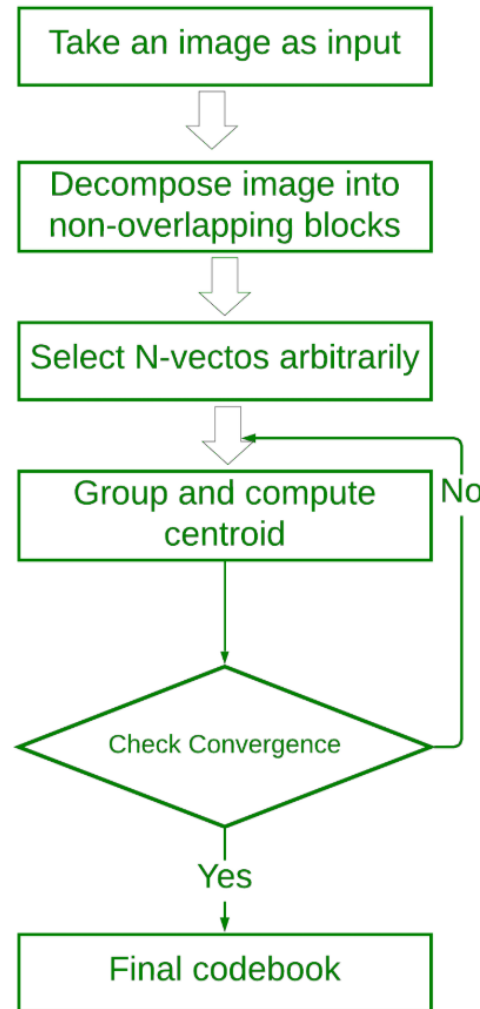 Take an image as input
Decompose image into
non-overlapping blocks
Select N-vectos arbitrarily
Group and compute
centroid
No
Check Convergence
Yes
Final codebook